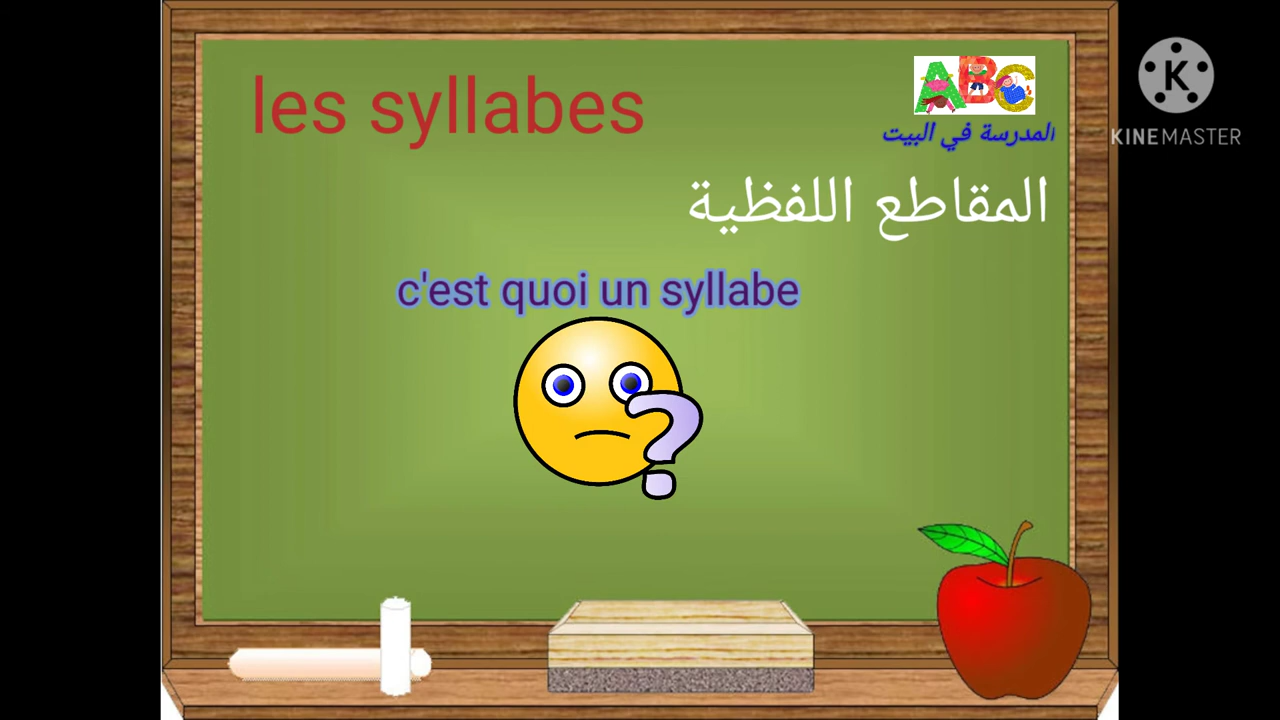 les syllabes
ABC
المدرسة في البيت
K
KINEMASTER
المقاطع اللفظية
c'est quoi un syllabe
?